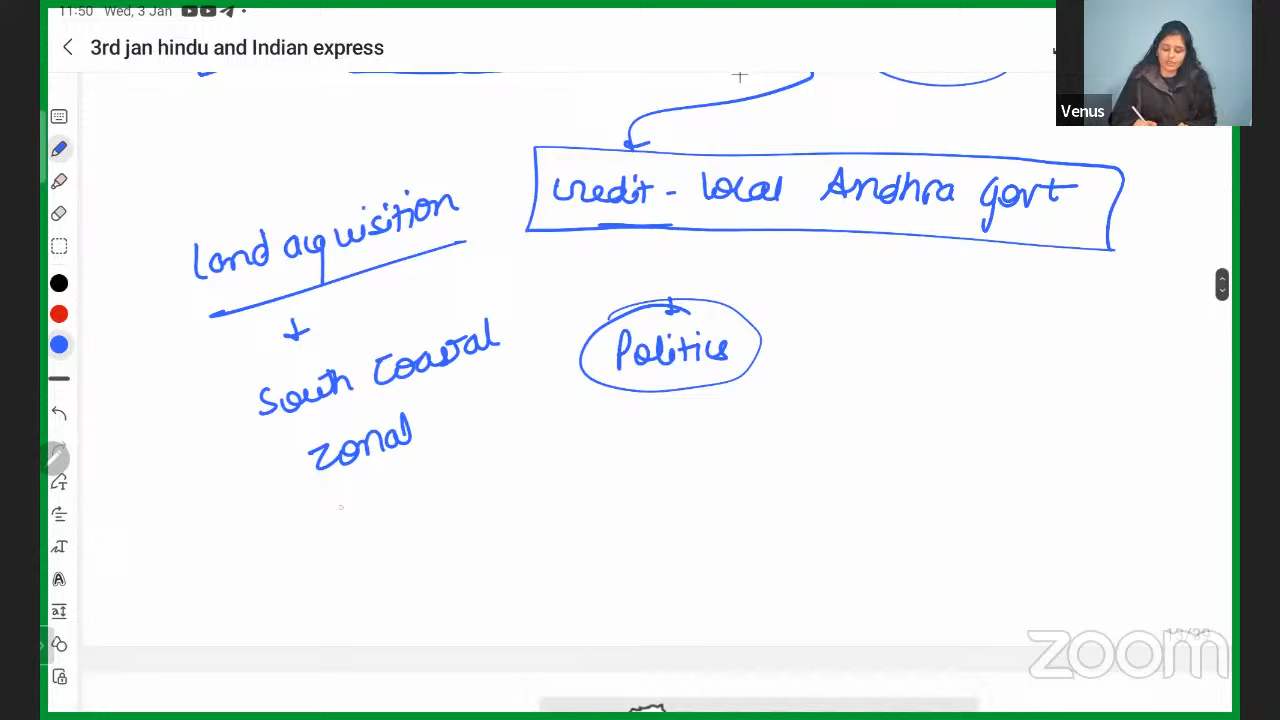 11:50 Wed, 3 Jan
3rd jan hindu and Indian express
Venus
credit - local Andhra govt
land acquisition
+
South Coastal
zonal
Politics
zoom